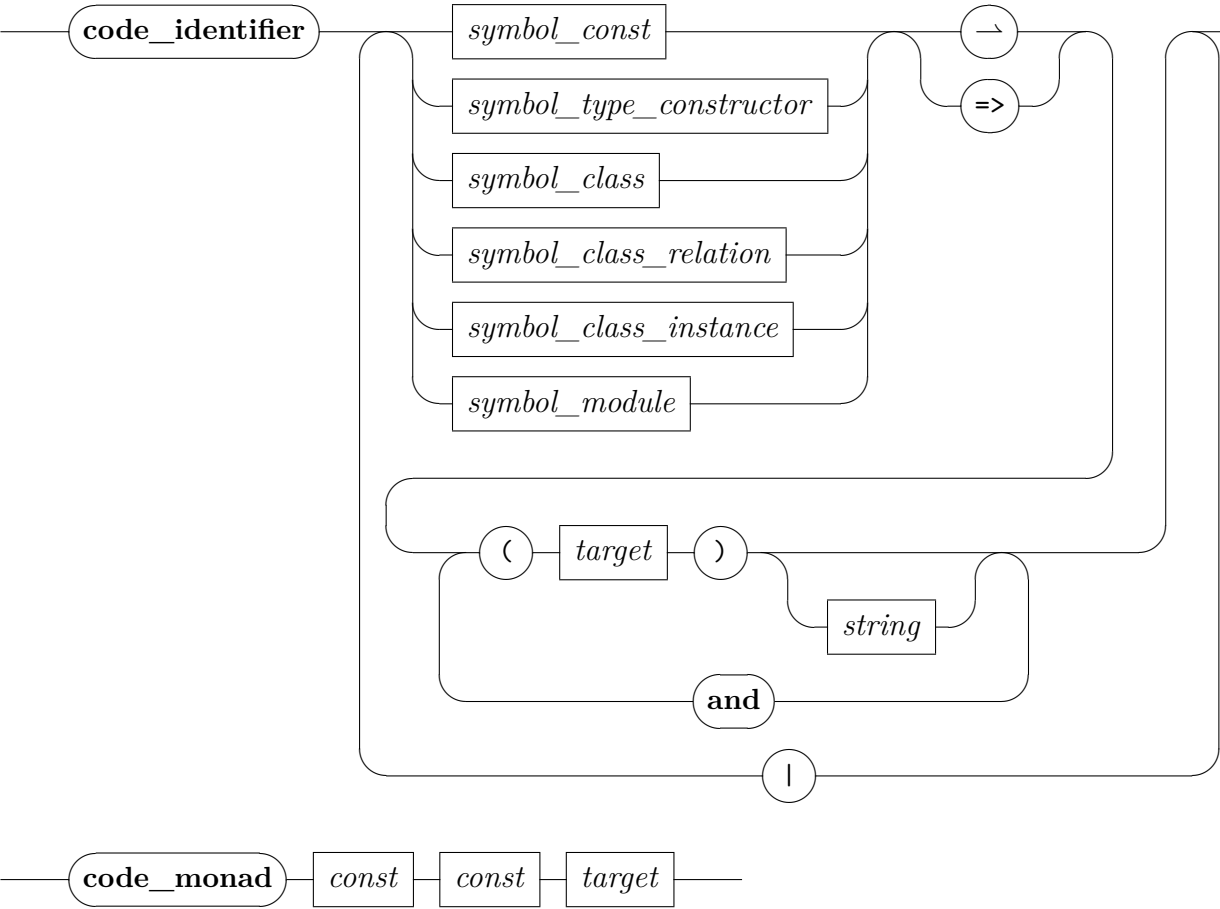 code_identifier symbol_const ⇀
symbol_type_constructor =>
symbol_class
symbol_class_relation
symbol_class_instance
symbol_module
( target )
string
and
|
code_monad const const target